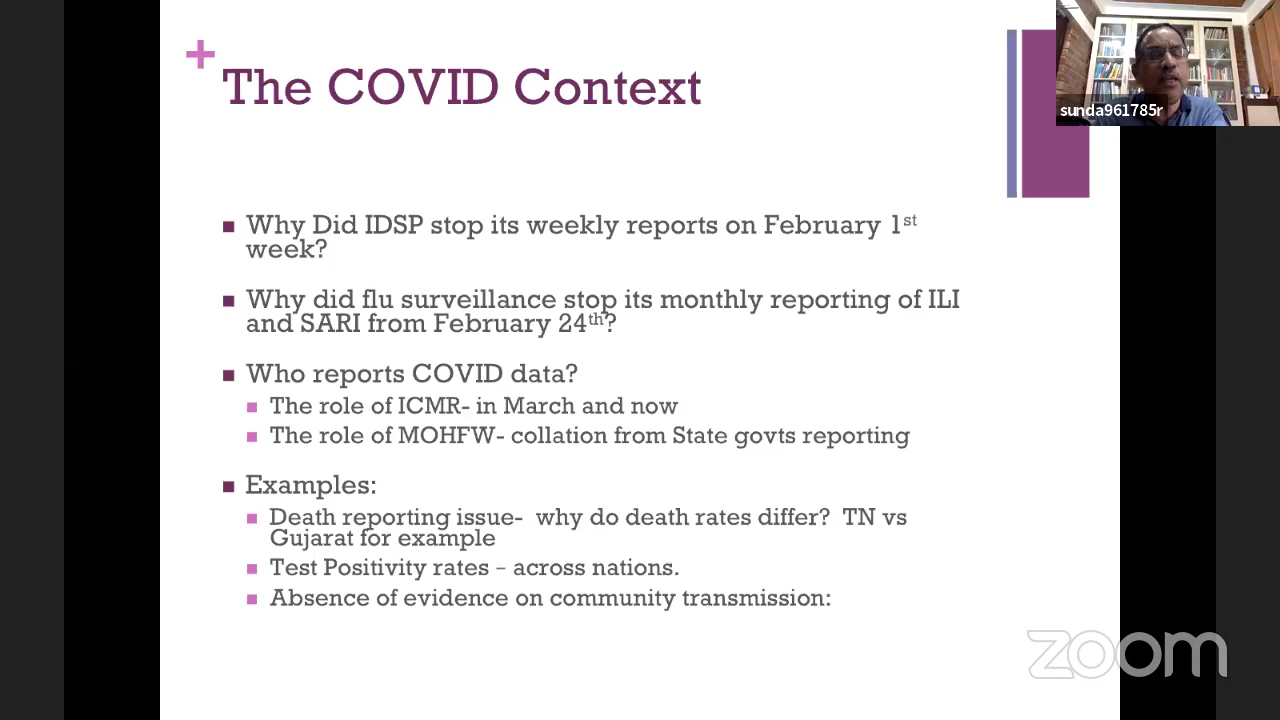 +
The COVID Context
sunda961785r
Why Did IDSP stop its weekly reports on February 1st
week?
Why did flu surveillance stop its monthly reporting of ILI
and SARI from February 24th?
Who reports COVID data?
The role of ICMR- in March and now
The role of MOHFW- collation from State govts reporting
Examples:
Death reporting issue- why do death rates differ? TN vs
Gujarat for example
Test Positivity rates – across nations.
Absence of evidence on community transmission:
zoom